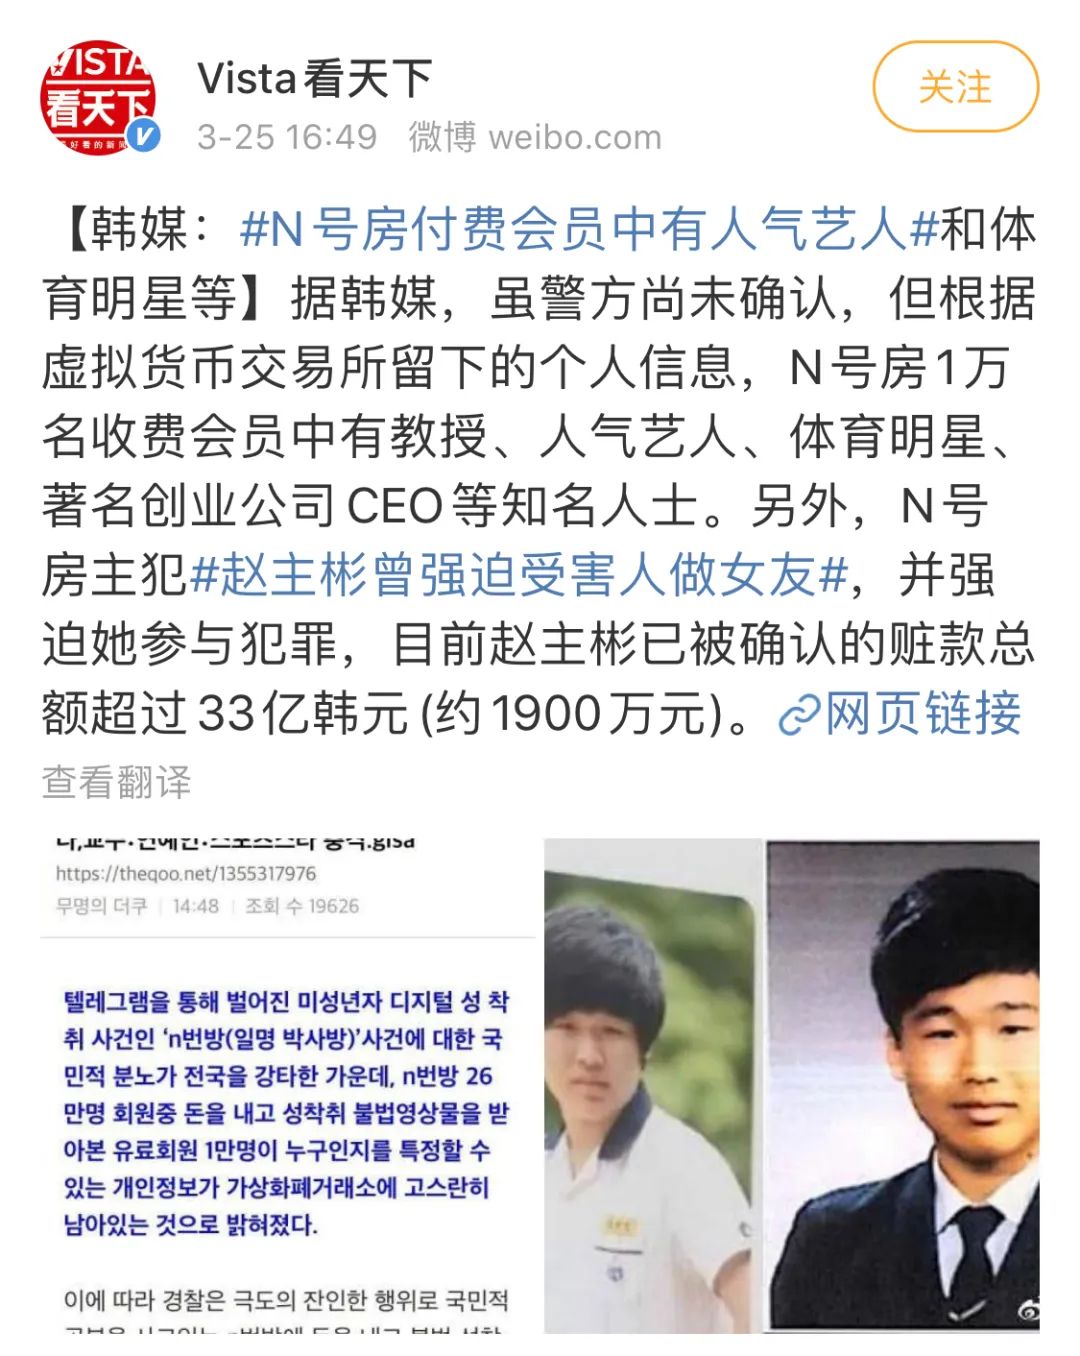 VISTA
看天下
Vista看天下
关注
3-25 16:49 微博 weibo.com
【韩媒：#N号房付费会员中有人气艺人#和体
育明星等】据韩媒，虽警方尚未确认，但根据
虚拟货币交易所留下的个人信息，N号房1万
名收费会员中有教授、人气艺人、体育明星、
著名创业公司CEO等知名人士。另外，N号
房主犯#赵主彬曾强迫受害人做女友#，并强
迫她参与犯罪，目前赵主彬已被确认的赃款总
额超过33亿韩元(约1900万元)。网页链接
查看翻译
https://theqoo.net/1355317976
무명의 더쿠 | 14:48 | 조회 수 19626
텔레그램을 통해 벌어진 미성년자 디지털 성 착
취 사건인 ‘n번방(일명 박사방)’사건에 대한 국
민적 분노가 전국을 강타한 가운데, n번방 26
만명 회원중 돈을 내고 성착취 불법영상물을 받
아본 유료회원 1만명이 누구인지를 특정할 수
있는 개인정보가 가상화폐거래소에 고스란히
남아있는 것으로 밝혀졌다.
이에 따라 경찰은 극도의 잔인한 행위로 국민적